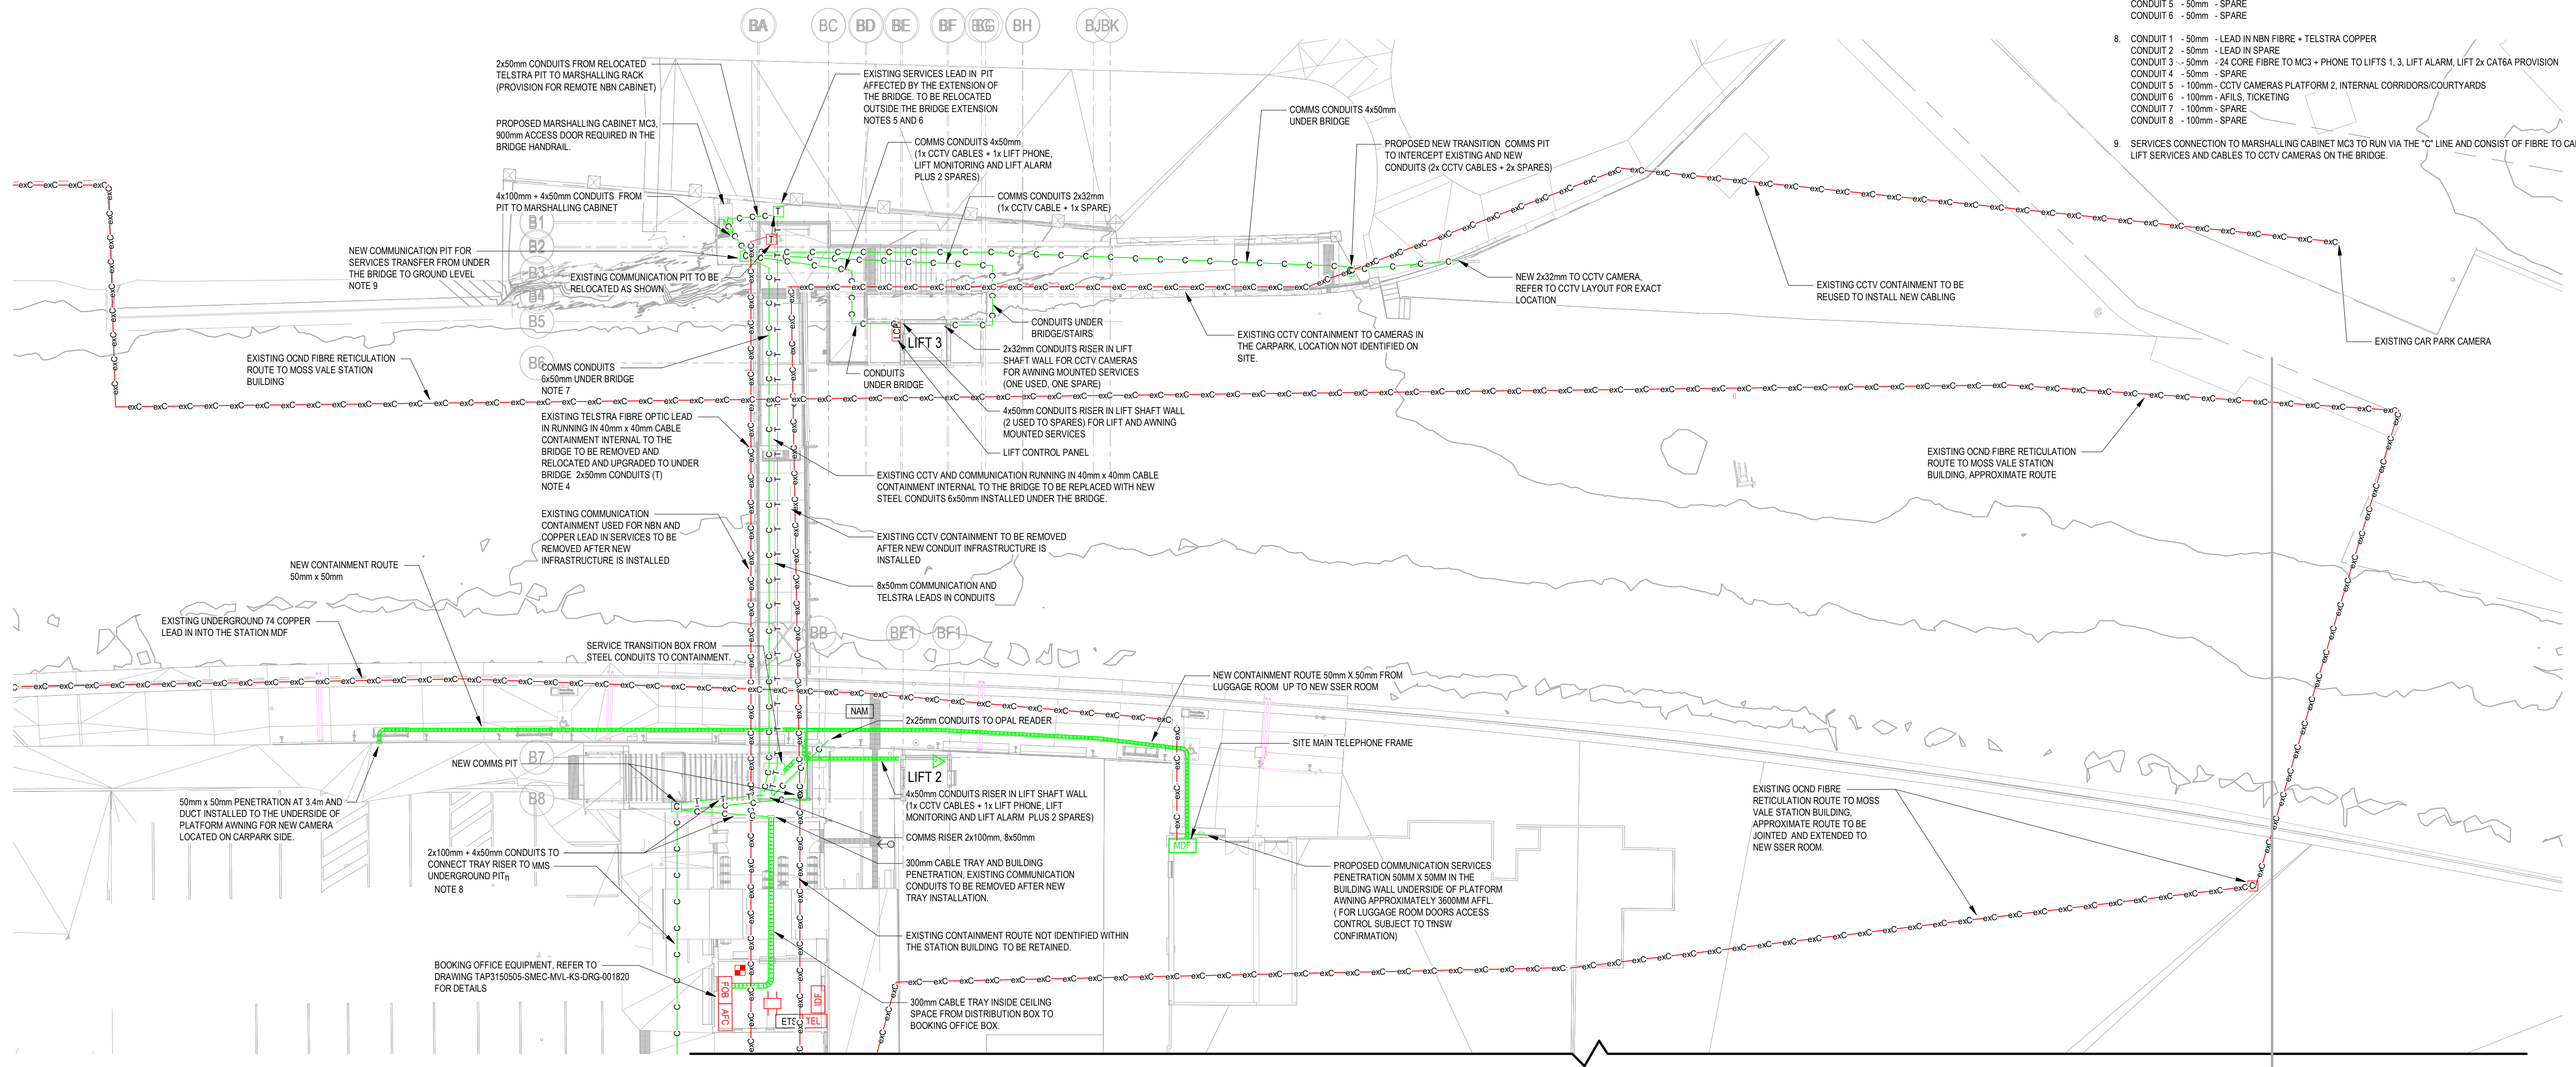 CONDUIT 5 - 50mm - SPARE
CONDUIT 6 - 50mm - SPARE
8. CONDUIT 1 - 50mm - LEAD IN NBN FIBRE + TELSTRA COPPER
CONDUIT 2 - 50mm - LEAD IN SPARE
CONDUIT 3 - 50mm - 24 CORE FIBRE TO MC3 + PHONE TO LIFTS 1, 3, LIFT ALARM, LIFT 2x CAT6A PROVISION
CONDUIT 4 - 50mm - SPARE
CONDUIT 5 - 100mm - CCTV CAMERAS PLATFORM 2, INTERNAL CORRIDORS/COURTYARDS
CONDUIT 6 - 100mm - AFILS, TICKETING
CONDUIT 7 - 100mm - SPARE
CONDUIT 8 - 100mm - SPARE
9. SERVICES CONNECTION TO MARSHALLING CABINET MC3 TO RUN VIA THE "C" LINE AND CONSIST OF FIBRE TO
LIFT SERVICES AND CABLES TO CCTV CAMERAS ON THE BRIDGE.
BA BC BD BE BF BG BH BJ BK
2x50mm CONDUITS FROM RELOCATED
TELSTRA PIT TO MARSHALLING RACK
(PROVISION FOR REMOTE NBN CABINET)
EXISTING SERVICES LEAD IN PIT
AFFECTED BY THE EXTENSION OF
THE BRIDGE. TO BE RELOCATED
OUTSIDE THE BRIDGE EXTENSION
NOTES 5 AND 6
PROPOSED MARSHALLING CABINET MC3,
900mm ACCESS DOOR REQUIRED IN THE
BRIDGE HANDRAIL.
COMMS CONDUITS 4x50mm
(1x CCTV CABLES + 1x LIFT PHONE,
LIFT MONITORING AND LIFT ALARM
PLUS 2 SPARES)
COMMS CONDUITS 4x50mm
UNDER BRIDGE
PROPOSED NEW TRANSITION COMMS PIT
TO INTERCEPT EXISTING AND NEW
CONDUITS (2x CCTV CABLES + 2x SPARES)
4x100mm + 4x50mm CONDUITS FROM
PIT TO MARSHALLING CABINET
COMMS CONDUITS 2x32mm
(1x CCTV CABLE + 1x SPARE)
B1
B2
B3
B4
B5
B6
NEW COMMUNICATION PIT FOR
SERVICES TRANSFER FROM UNDER
THE BRIDGE TO GROUND LEVEL
NOTE 9
EXISTING COMMUNICATION PIT TO BE
RELOCATED AS SHOWN
NEW 2x32mm TO CCTV CAMERA,
REFER TO CCTV LAYOUT FOR EXACT
LOCATION
EXISTING CCTV CONTAINMENT TO BE
REUSED TO INSTALL NEW CABLING
EXISTING CAR PARK CAMERA
CONDUITS UNDER
BRIDGE/STAIRS
EXISTING CCTV CONTAINMENT TO CAMERAS IN
THE CARPARK, LOCATION NOT IDENTIFIED ON
SITE.
LCP
LIFT 3
EXISTING OCND FIBRE RETICULATION
ROUTE TO MOSS VALE STATION
BUILDING
COMMS CONDUITS
6x50mm UNDER BRIDGE
NOTE 7
CONDUITS
UNDER BRIDGE
2x32mm CONDUITS RISER IN LIFT
SHAFT WALL FOR CCTV CAMERAS
FOR AWNING MOUNTED SERVICES
(ONE USED, ONE SPARE)
4x50mm CONDUITS RISER IN LIFT SHAFT WALL
(2 USED TO SPARES) FOR LIFT AND AWNING
MOUNTED SERVICES
LIFT CONTROL PANEL
EXISTING TELSTRA FIBRE OPTIC LEAD
IN RUNNING IN 40mm x 40mm CABLE
CONTAINMENT INTERNAL TO THE
BRIDGE TO BE REMOVED AND
RELOCATED AND UPGRADED TO UNDER
BRIDGE 2x50mm CONDUITS (T)
NOTE 4
EXISTING CCTV AND COMMUNICATION RUNNING IN 40mm x 40mm CABLE
CONTAINMENT INTERNAL TO THE BRIDGE TO BE REPLACED WITH NEW
STEEL CONDUITS 6x50mm INSTALLED UNDER THE BRIDGE.
EXISTING OCND FIBRE RETICULATION
ROUTE TO MOSS VALE STATION
BUILDING, APPROXIMATE ROUTE
EXISTING COMMUNICATION
CONTAINMENT USED FOR NBN AND
COPPER LEAD IN SERVICES TO BE
REMOVED AFTER NEW
INFRASTRUCTURE IS INSTALLED
EXISTING CCTV CONTAINMENT TO BE REMOVED
AFTER NEW CONDUIT INFRASTRUCTURE IS
INSTALLED
NEW CONTAINMENT ROUTE
50mm x 50mm
8x50mm COMMUNICATION AND
TELSTRA LEADS IN CONDUITS
EXISTING UNDERGROUND 74 COPPER
LEAD IN INTO THE STATION MDF
BB BE1 BF1
SERVICE TRANSITION BOX FROM
STEEL CONDUITS TO CONTAINMENT.
NEW CONTAINMENT ROUTE 50mm X 50mm FROM
LUGGAGE ROOM UP TO NEW SSER ROOM
NAM
2x25mm CONDUITS TO OPAL READER
SITE MAIN TELEPHONE FRAME
B7
B8
NEW COMMS PIT
LIFT 2
50mm x 50mm PENETRATION AT 3.4m AND
DUCT INSTALLED TO THE UNDERSIDE OF
PLATFORM AWNING FOR NEW CAMERA
LOCATED ON CARPARK SIDE.
4x50mm CONDUITS RISER IN LIFT SHAFT WALL
(1x CCTV CABLES + 1x LIFT PHONE, LIFT
MONITORING AND LIFT ALARM PLUS 2 SPARES)
COMMS RISER 2x100mm, 8x50mm
EXISTING OCND FIBRE
RETICULATION ROUTE TO MOSS
VALE STATION BUILDING,
APPROXIMATE ROUTE TO BE
JOINTED AND EXTENDED TO
NEW SSER ROOM.
MDF
2x100mm + 4x50mm CONDUITS TO
CONNECT TRAY RISER TO MMS
UNDERGROUND PITn
NOTE 8
300mm CABLE TRAY AND BUILDING
PENETRATION, EXISTING COMMUNICATION
CONDUITS TO BE REMOVED AFTER NEW
TRAY INSTALLATION.
PROPOSED COMMUNICATION SERVICES
PENETRATION 50MM X 50MM IN THE
BUILDING WALL UNDERSIDE OF PLATFORM
AWNING APPROXIMATELY 3600MM AFFL.
( FOR LUGGAGE ROOM DOORS ACCESS
CONTROL SUBJECT TO TfNSW
CONFIRMATION)
EXISTING CONTAINMENT ROUTE NOT IDENTIFIED WITHIN
THE STATION BUILDING TO BE RETAINED.
BOOKING OFFICE EQUIPMENT, REFER TO
DRAWING TAP3150505-SMEC-MVL-KS-DRG-001820
FOR DETAILS
FOB
AFC
IDF
ETS
TEL
300mm CABLE TRAY INSIDE CEILING
SPACE FROM DISTRIBUTION BOX TO
BOOKING OFFICE BOX.